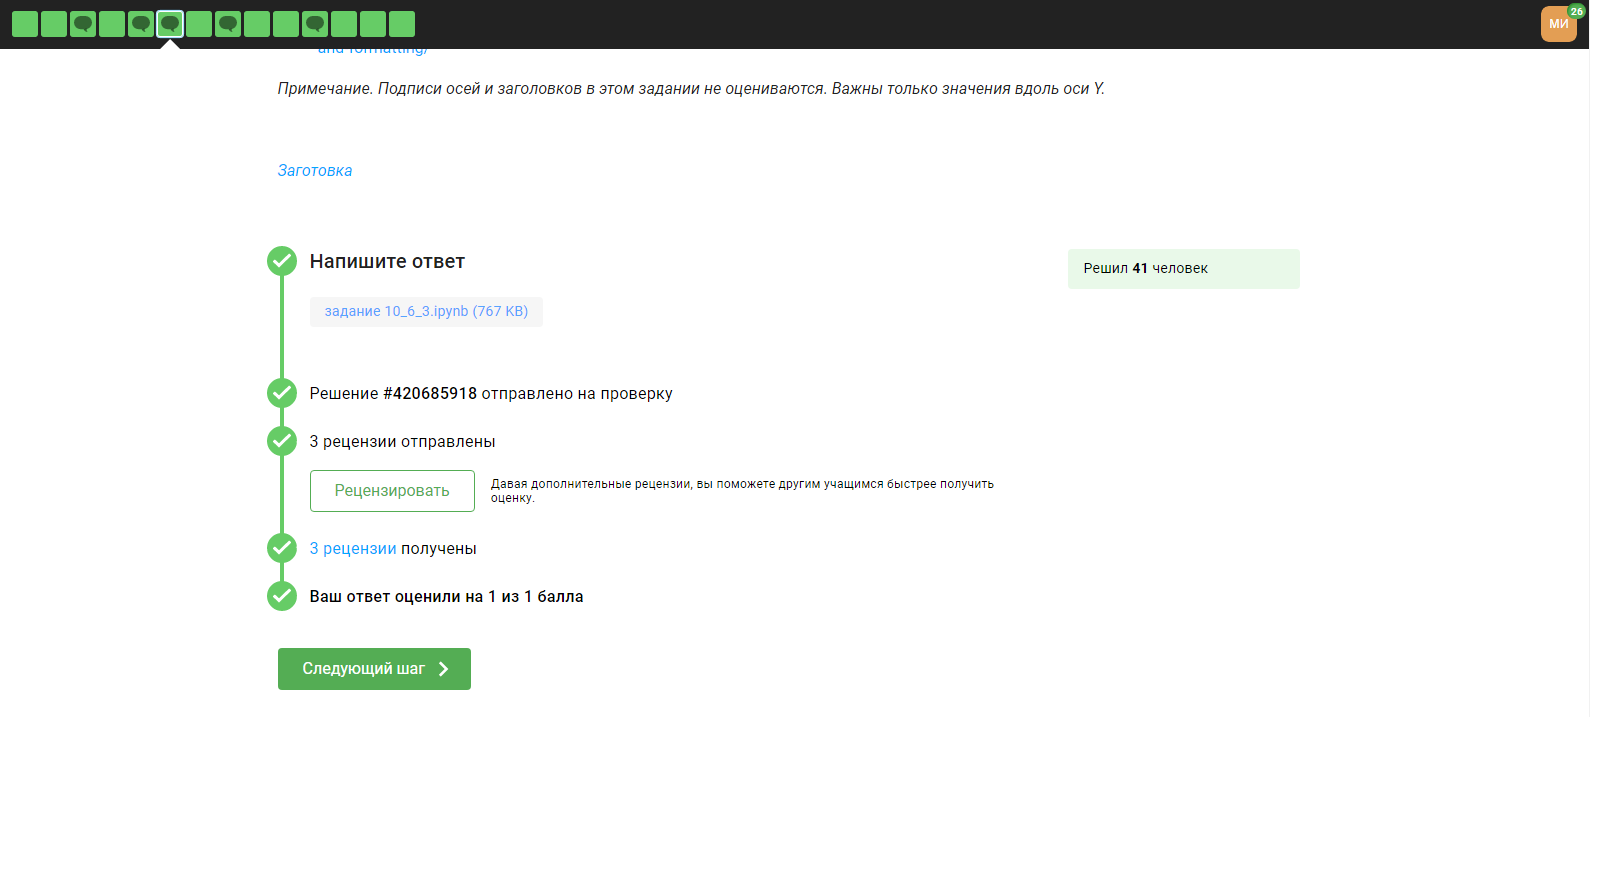 МИ
26
and formatting/
Примечание. Подписи осей и заголовков в этом задании не оцениваются. Важны только значения вдоль оси Y.
Заготовка
Напишите ответ
Решил 41 человек
задание 10_6_3.ipynb (767 KB)
Решение #420685918 отправлено на проверку
3 рецензии отправлены
Рецензировать
Давая дополнительные рецензии, вы поможете другим учащимся быстрее получить
оценку.
3 рецензии получены
Ваш ответ оценили на 1 из 1 балла
Следующий шаг